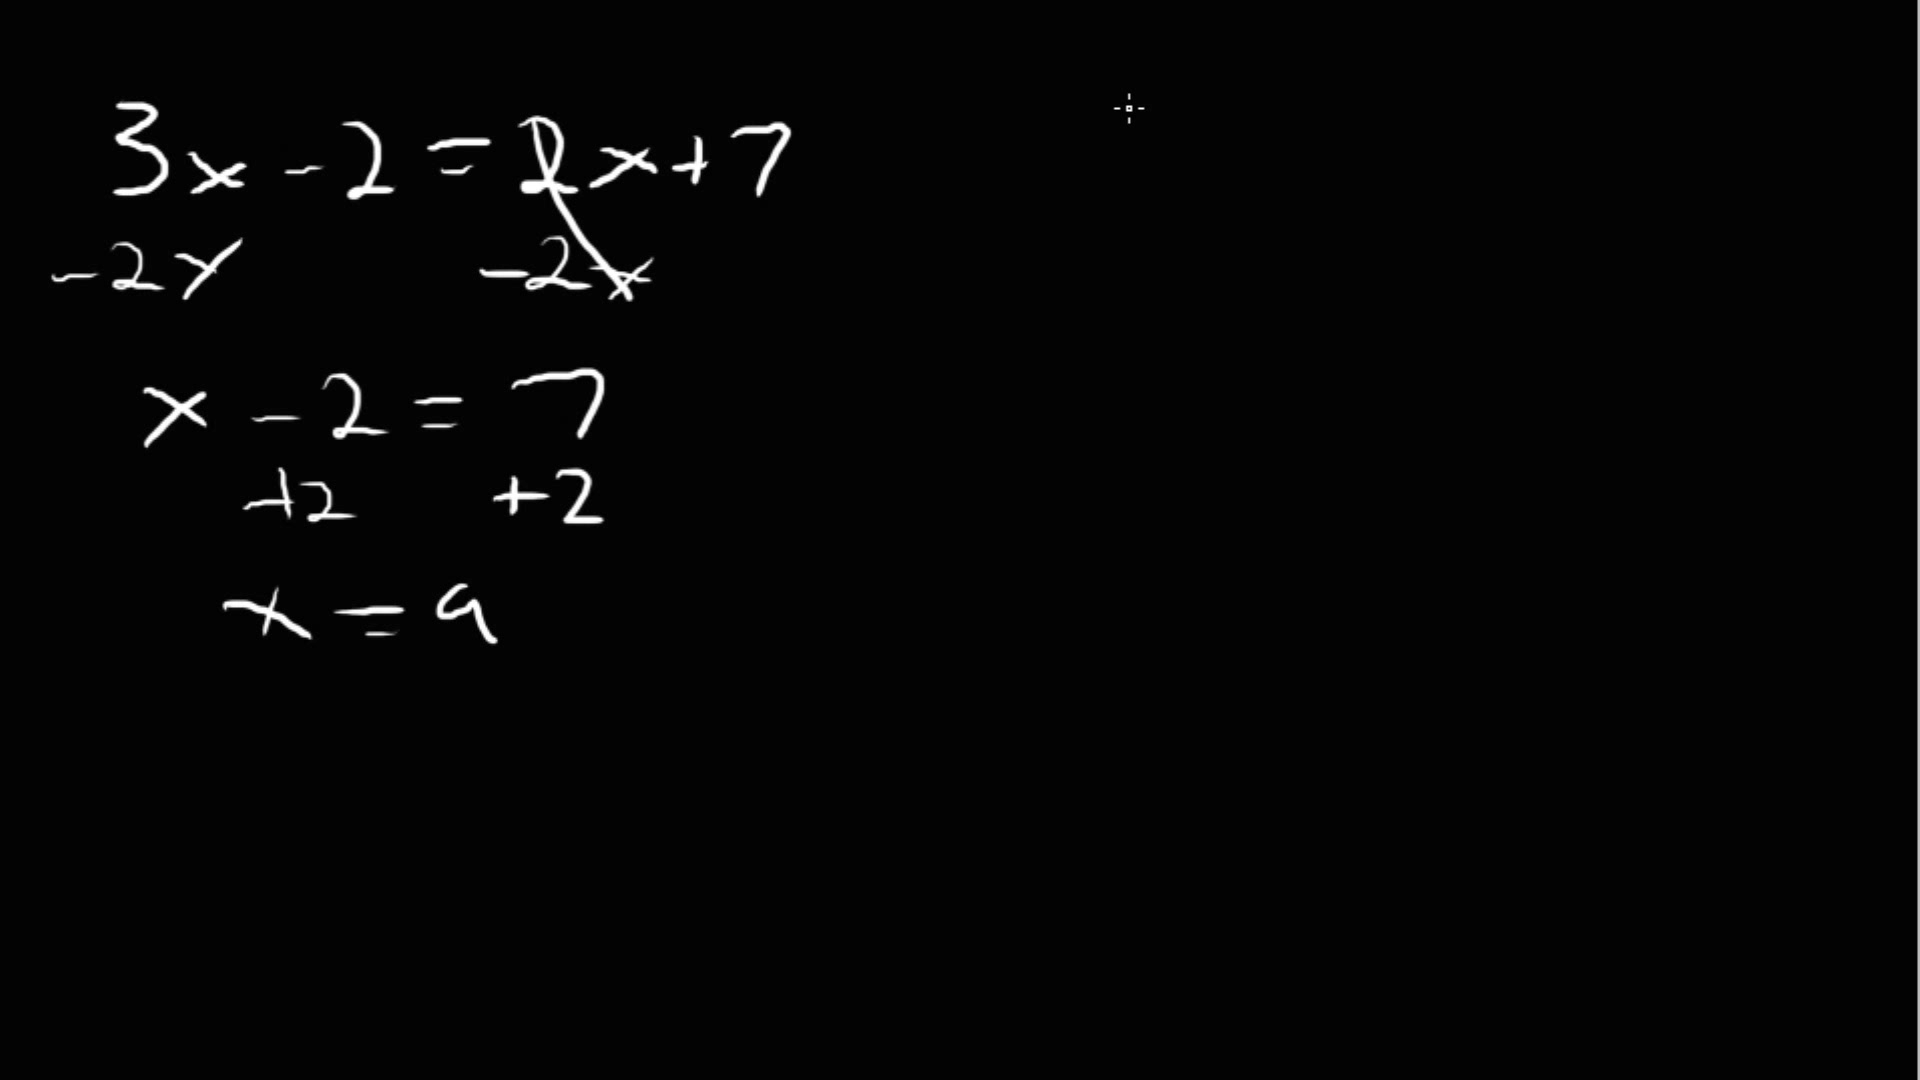 3x - 2 = 2x + 7
-2x -2x
x - 2 = 7
+2 +2
x = 9